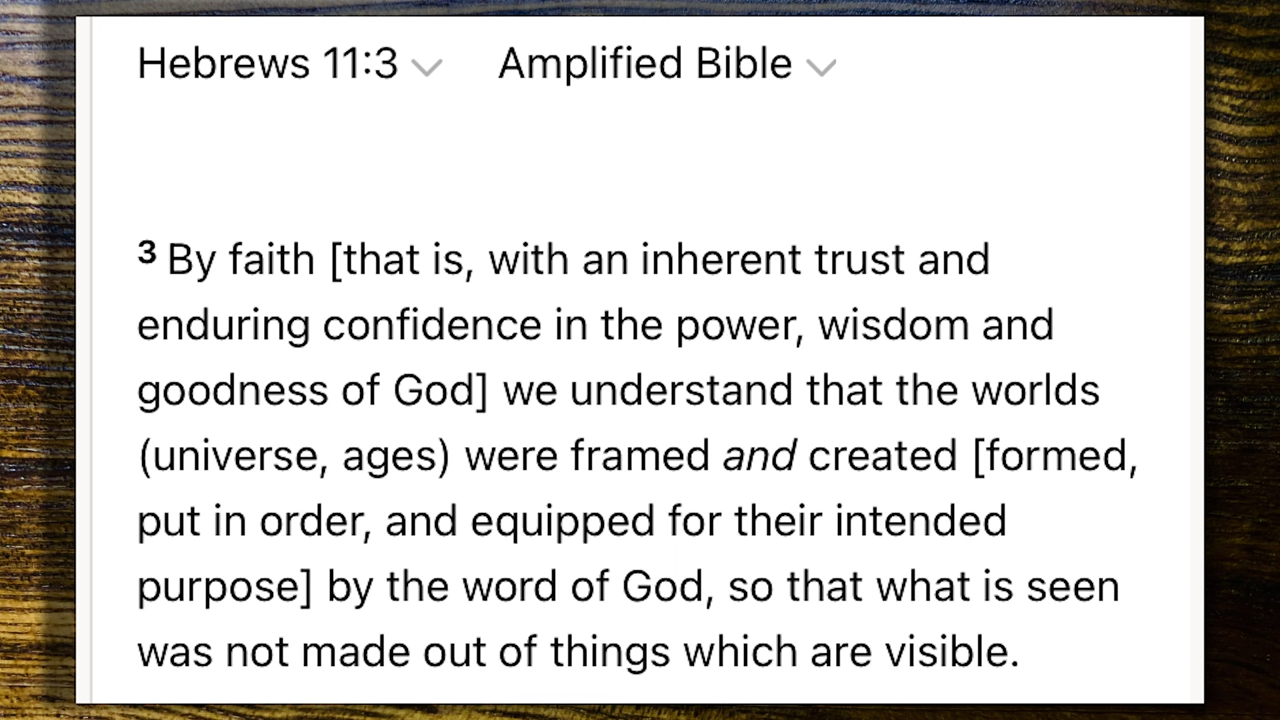 Hebrews 11:3 Amplified Bible
3 By faith [that is, with an inherent trust and
enduring confidence in the power, wisdom and
goodness of God] we understand that the worlds
(universe, ages) were framed and created [formed,
put in order, and equipped for their intended
purpose] by the word of God, so that what is seen
was not made out of things which are visible.